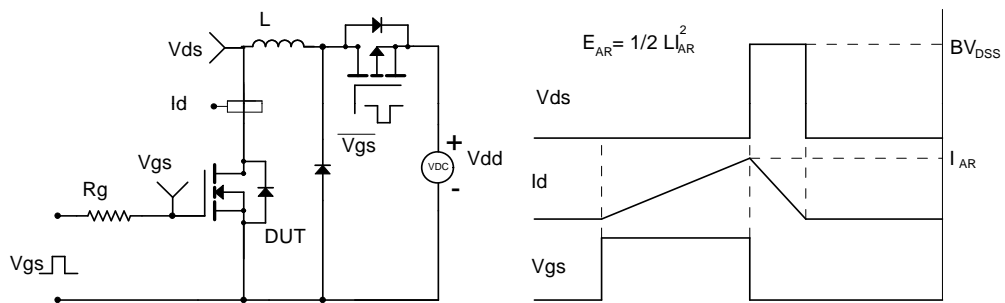 L
Vds
Id
Vgs
Vgs
Rg
DUT
Vgs
VDC
+
-
Vdd
E_AR= 1/2 LI_AR^2
Vds
BV_DSS
Id
I_AR
Vgs